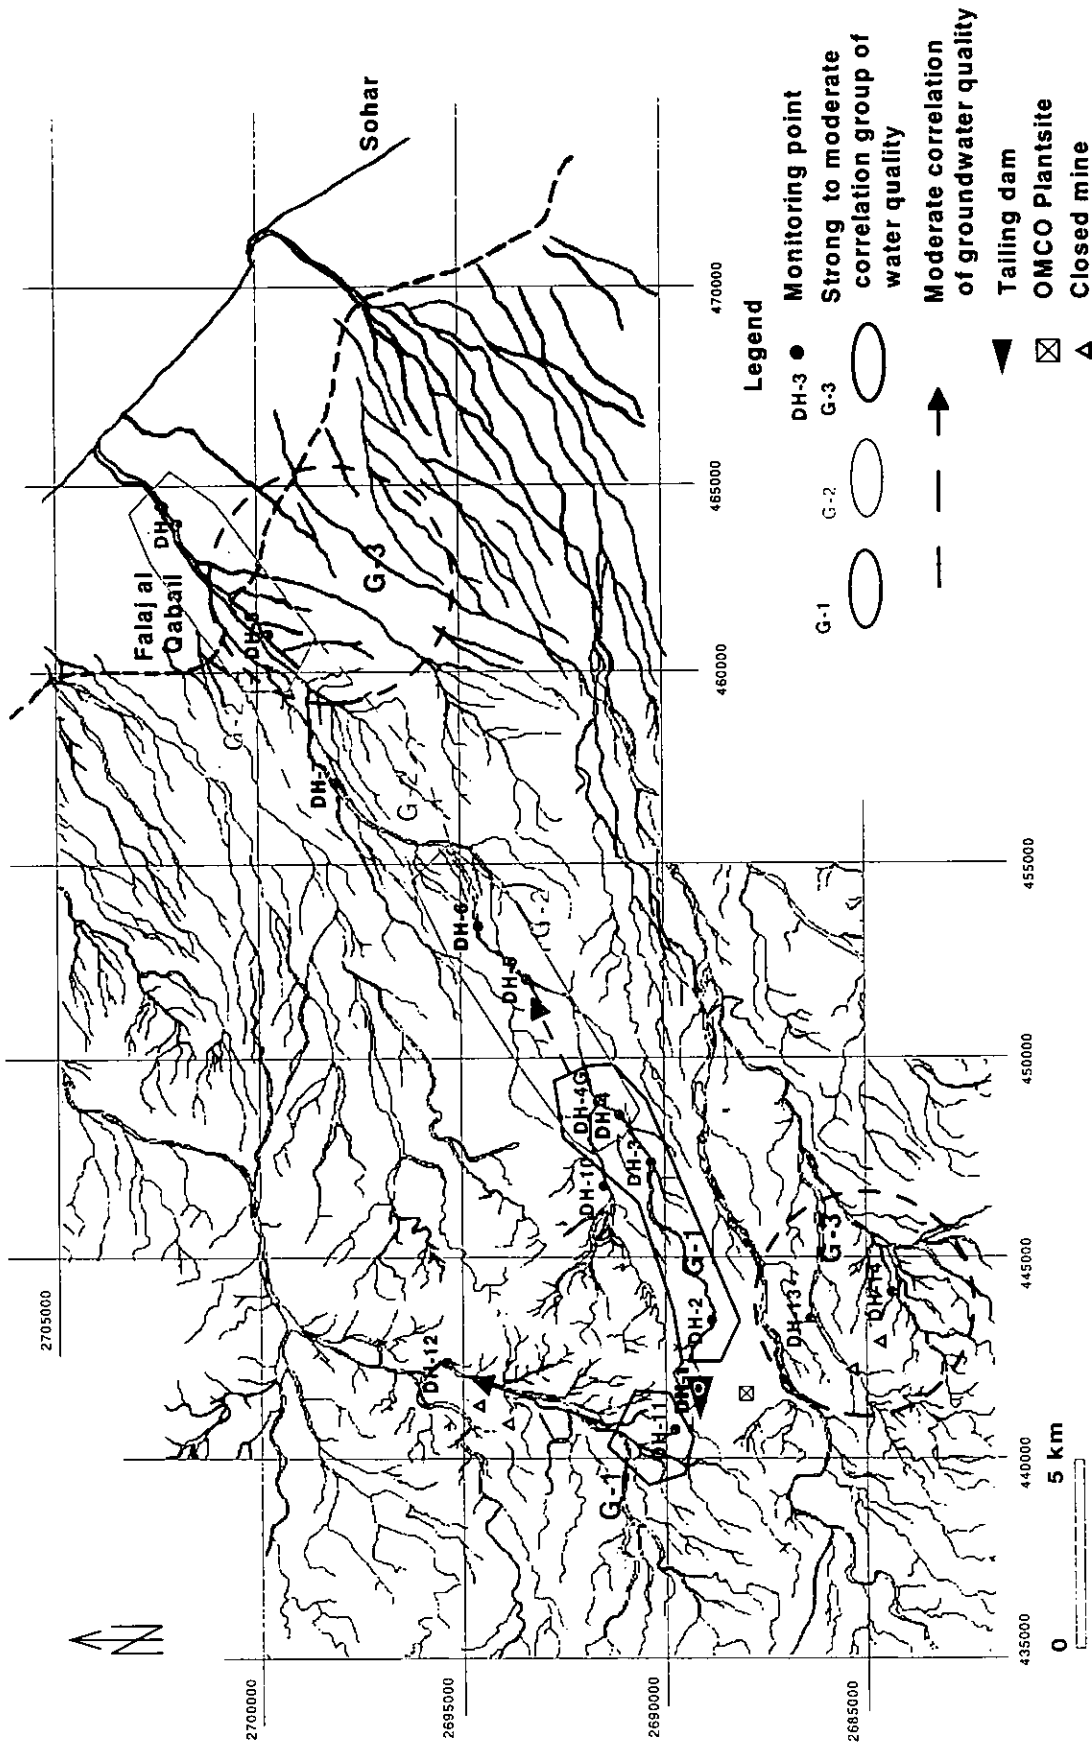 Sohar
Falaj al
Qabail
DH-7
DH-6
DH-5
DH-4G
DH-4
DH-10
DH-3
DH-2
DH-1
DH-11
DH-12
DH-13
DH-14
G-1
G-1
G-2
G-2
G-2
G-3
G-3
2705000
2700000
2695000
2690000
2685000
435000
440000
445000
450000
455000
460000
465000
470000
0
5 km
N
Legend
DH-3
Monitoring point
G-1
G-2
G-3
Strong to moderate
correlation group of
water quality
Moderate correlation
of groundwater quality
Tailing dam
OMCO Plantsite
Closed mine